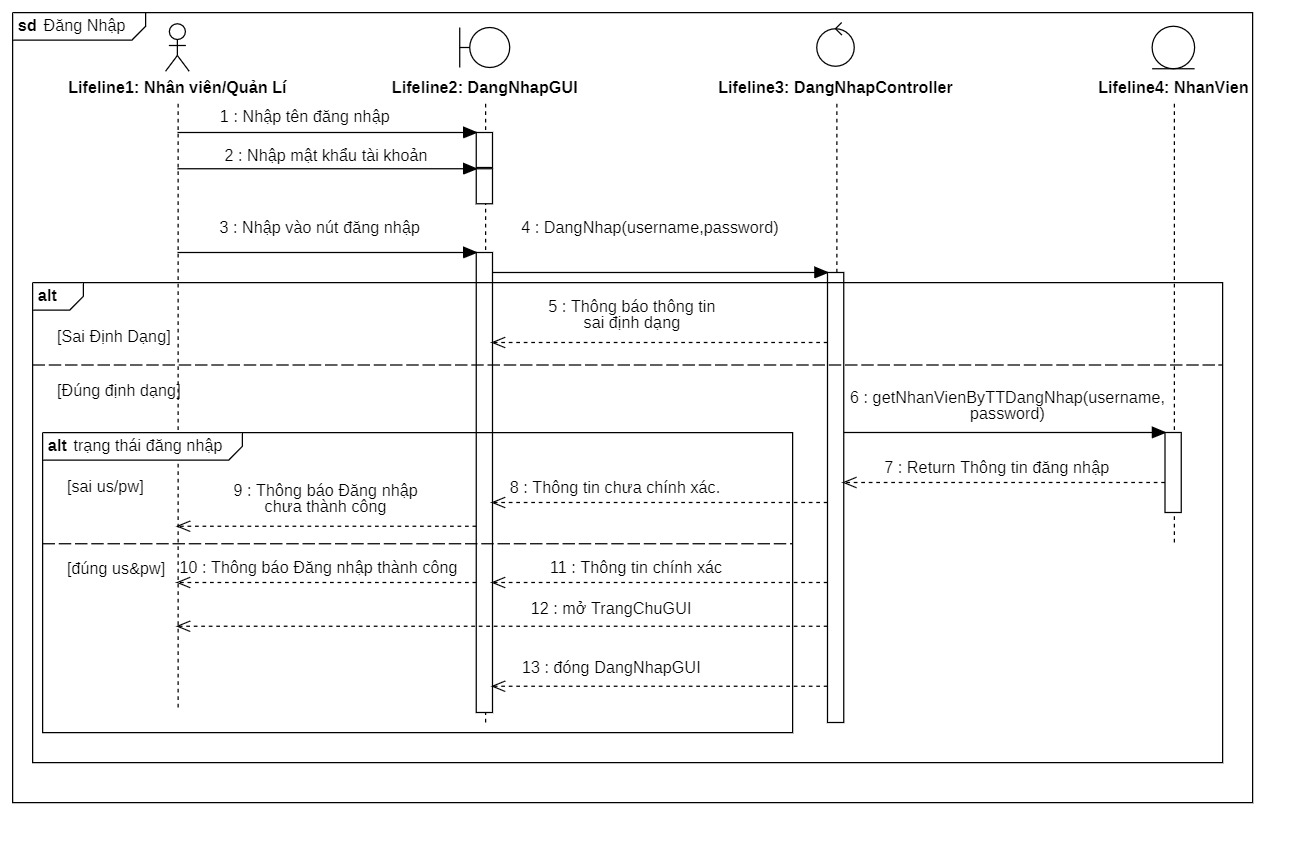 sd Đăng Nhập
Lifeline1: Nhân viên/Quản Lí
Lifeline2: DangNhapGUI
Lifeline3: DangNhapController
Lifeline4: NhanVien
1 : Nhập tên đăng nhập
2 : Nhập mật khẩu tài khoản
3 : Nhập vào nút đăng nhập
4 : DangNhap(username,password)
alt
5 : Thông báo thông tin
sai định dạng
[Sai Định Dạng]
[Đúng định dạng]
6 : getNhanVienByTTDangNhap(username,
password)
alt trạng thái đăng nhập
7 : Return Thông tin đăng nhập
[sai us/pw]
9 : Thông báo Đăng nhập
chưa thành công
8 : Thông tin chưa chính xác.
[đúng us&pw]
10 : Thông báo Đăng nhập thành công
11 : Thông tin chính xác
12 : mở TrangChuGUI
13 : đóng DangNhapGUI